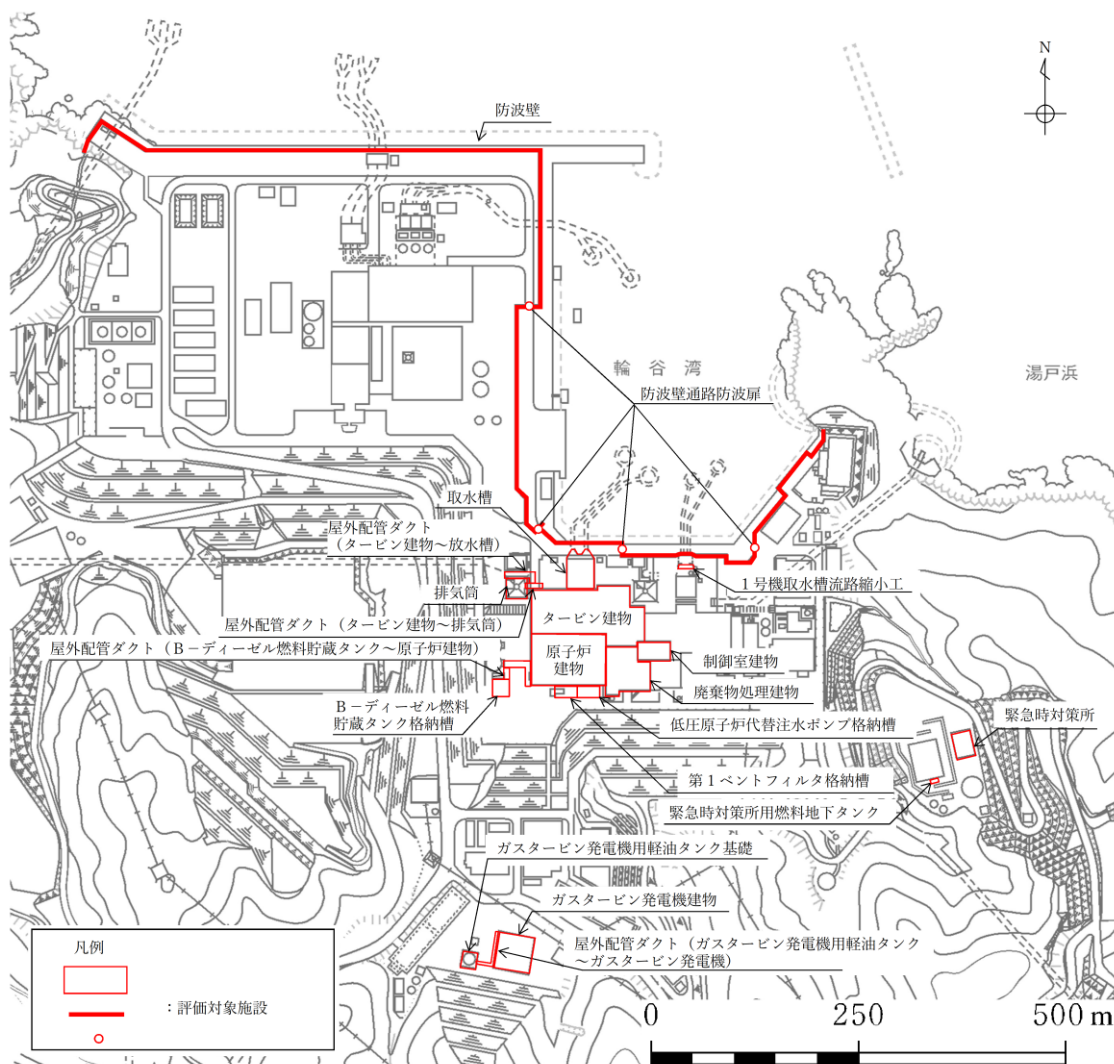 N
防波壁
輪谷湾
湯戸浜
防波壁通路防波扉
取水槽
屋外配管ダクト
（タービン建物～放水槽）
排気筒
1号機取水槽流路縮小工
屋外配管ダクト（タービン建物～排気筒）
タービン建物
屋外配管ダクト（B－ディーゼル燃料貯蔵タンク～原子炉建物）
原子炉
建物
制御室建物
廃棄物処理建物
B－ディーゼル燃料
貯蔵タンク格納槽
低圧原子炉代替注水ポンプ格納槽
緊急時対策所
第1ベントフィルタ格納槽
緊急時対策所用燃料地下タンク
ガスタービン発電機用軽油タンク基礎
ガスタービン発電機建物
屋外配管ダクト（ガスタービン発電機用軽油タンク
～ガスタービン発電機）
凡例
：評価対象施設
0 250 500 m